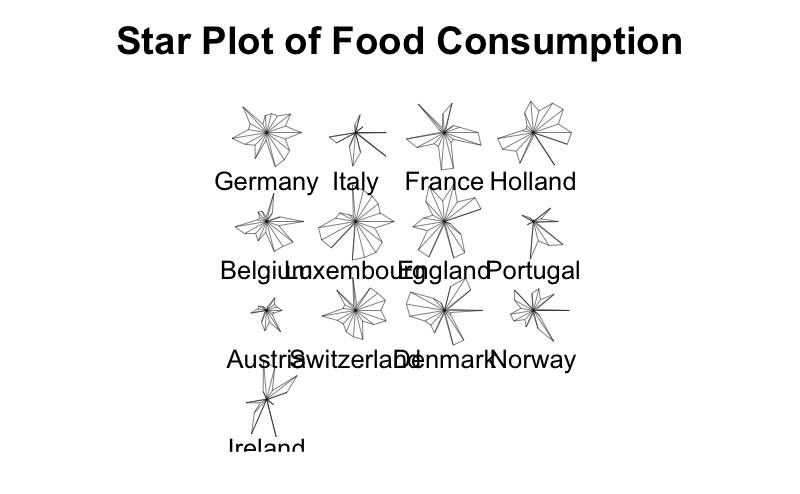 Star Plot of Food Consumption
Germany Italy France Holland
Belgium Luxembourg England Portugal
Austria Switzerland Denmark Norway
Ireland